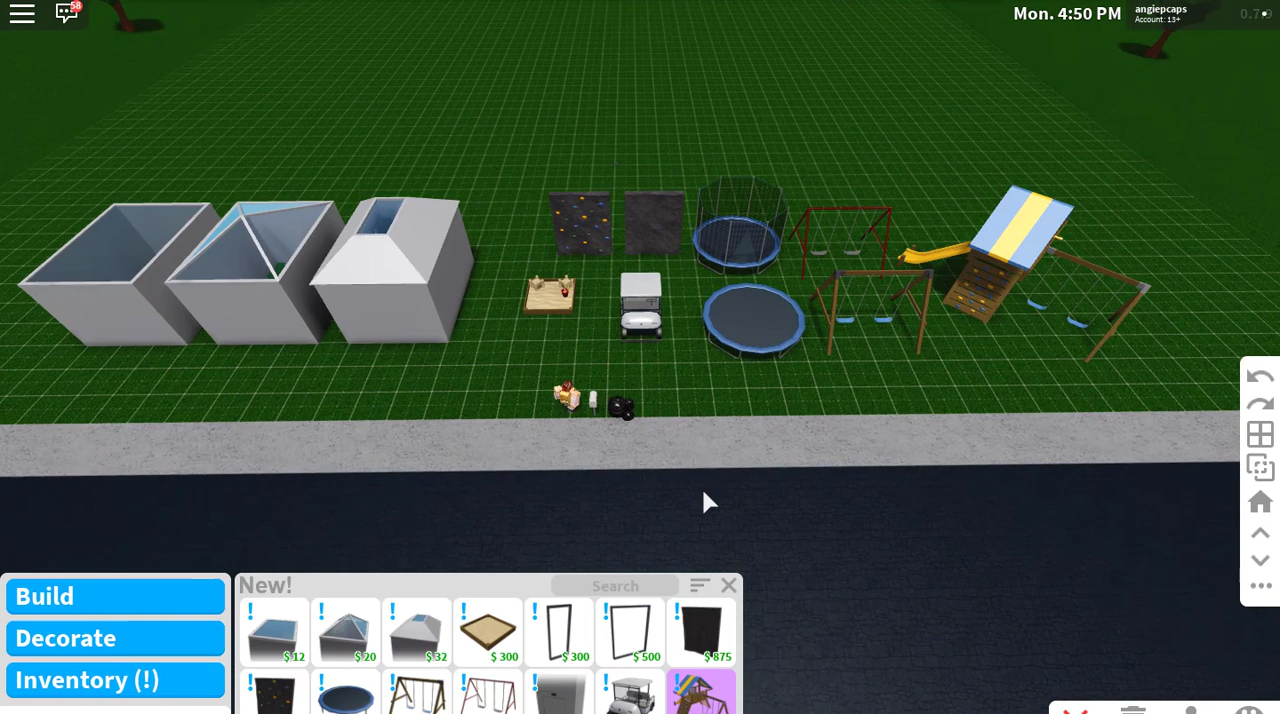 58
Mon. 4:50 PM
angiepcaps
Account: 13+
Build
Decorate
Inventory (!)
New!
Search
! ! ! ! ! ! !
$12 $20 $32 $300 $300 $500 $875
! ! ! ! ! ! !